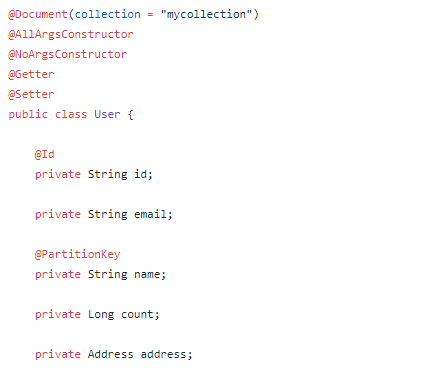 @Document(collection = "mycollection")
@AllArgsConstructor
@NoArgsConstructor
@Getter
@Setter
public class User {
@Id
private String id;
private String email;
@PartitionKey
private String name;
private Long count;
private Address address;